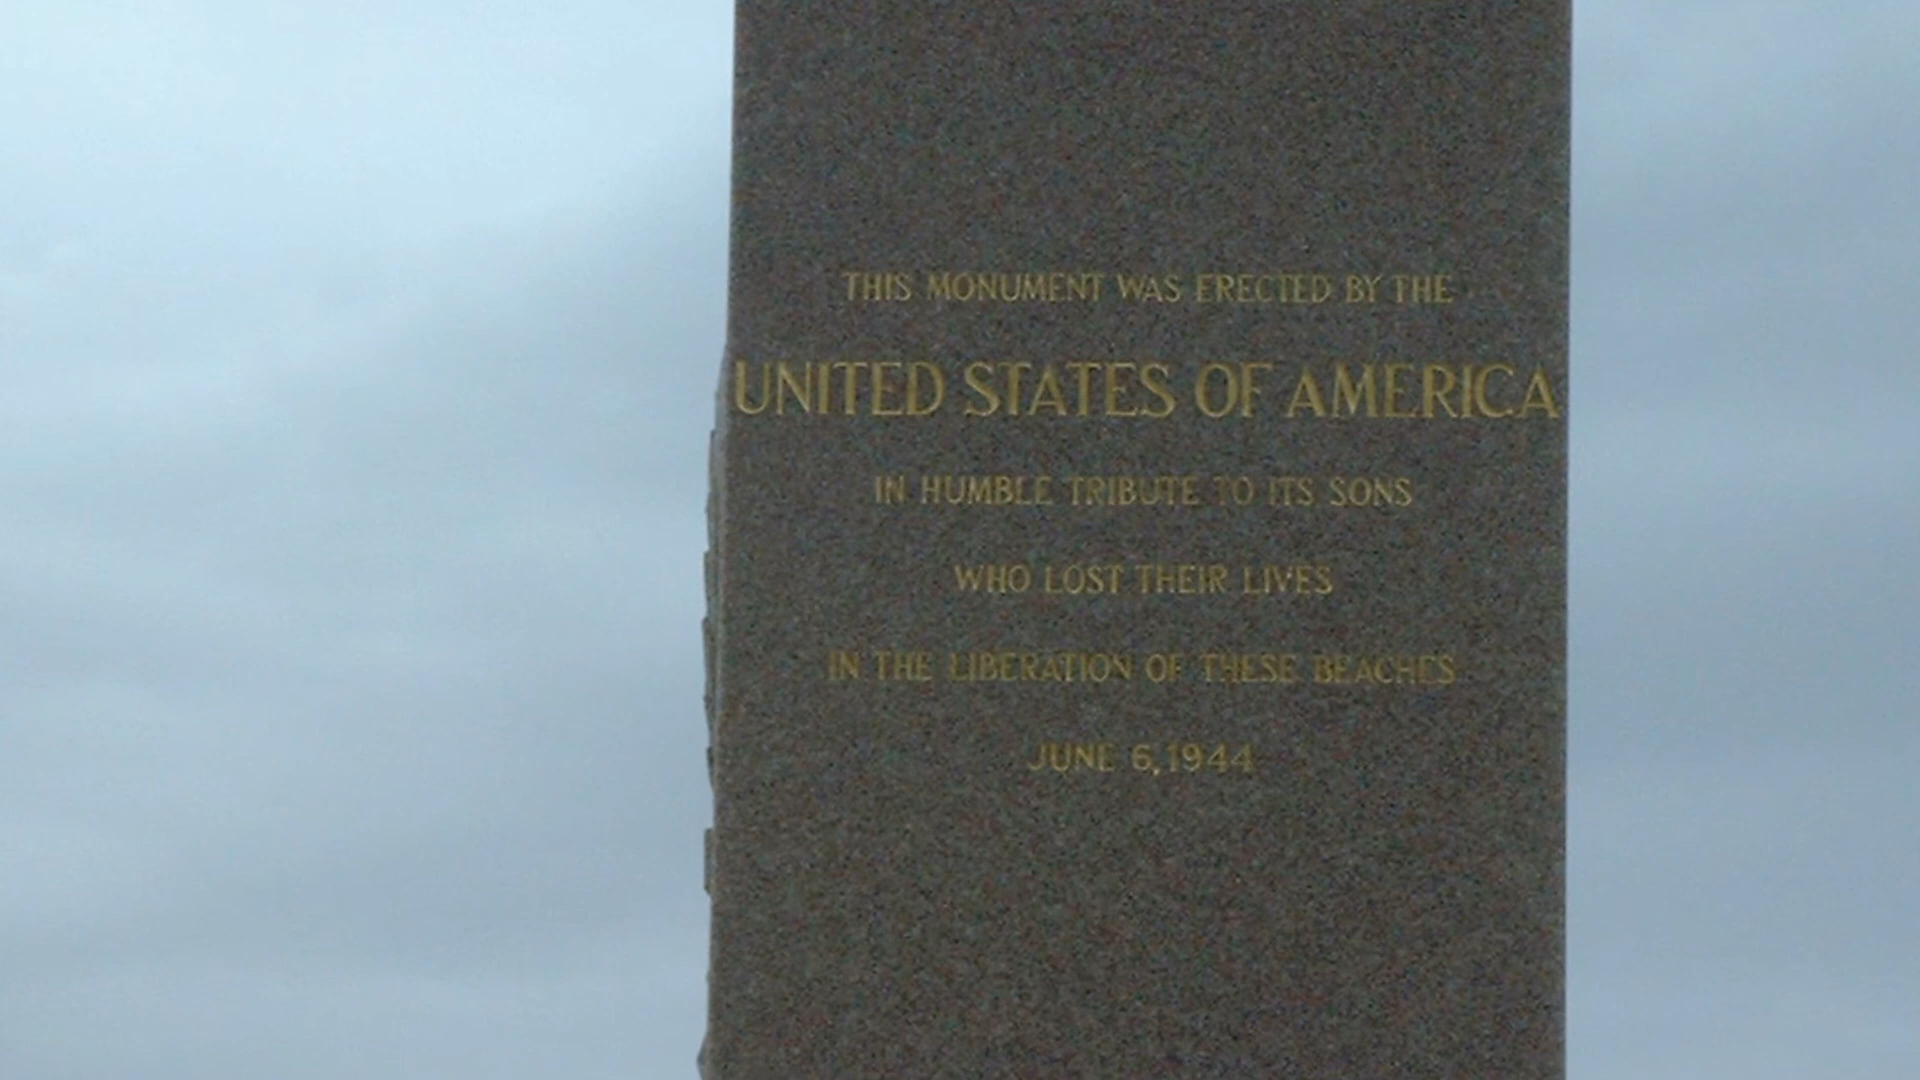 THIS MONUMENT WAS ERECTED BY THE
UNITED STATES OF AMERICA
IN HUMBLE TRIBUTE TO ITS SONS
WHO LOST THEIR LIVES
IN THE LIBERATION OF THESE BEACHES
JUNE 6, 1944